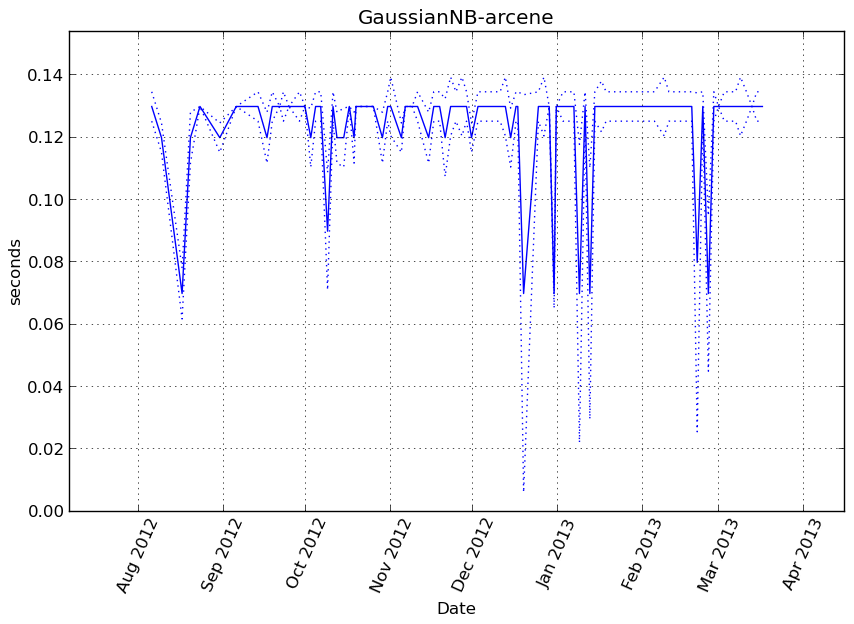 GaussianNB-arcene
seconds
0.14
0.12
0.10
0.08
0.06
0.04
0.02
0.00
Aug 2012
Sep 2012
Oct 2012
Nov 2012
Dec 2012
Jan 2013
Feb 2013
Mar 2013
Apr 2013
Date